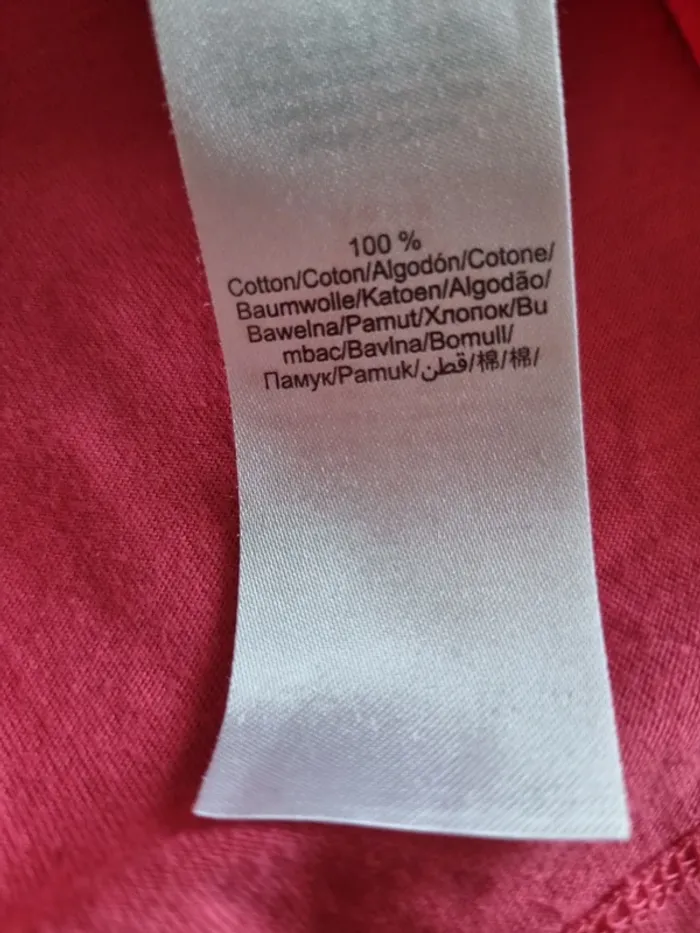 100 %
Cotton/Coton/Algodón/Cotone/
Baumwolle/Katoen/Algodão/
Bawelna/Pamut/Хлопок/Bu
mbac/Bavlna/Bomull/
Памук/Pamuk/قطن/棉/棉/